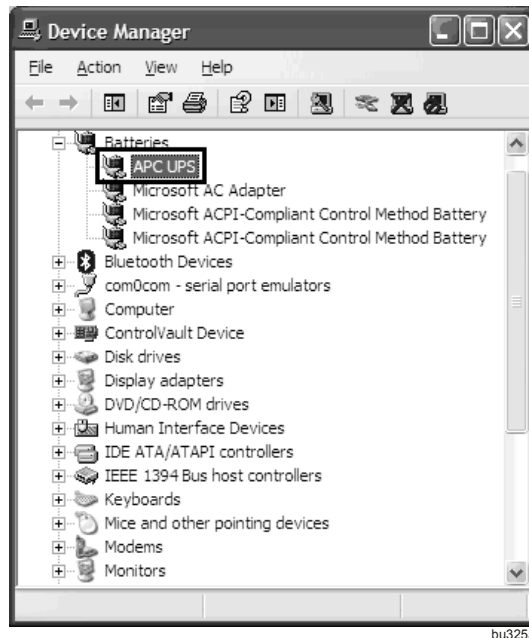 Device Manager
File Action View Help
Batteries
APC UPS
Microsoft AC Adapter
Microsoft ACPI-Compliant Control Method Battery
Microsoft ACPI-Compliant Control Method Battery
Bluetooth Devices
com0com - serial port emulators
Computer
ControlVault Device
Disk drives
Display adapters
DVD/CD-ROM drives
Human Interface Devices
IDE ATA/ATAPI controllers
IEEE 1394 Bus host controllers
Keyboards
Mice and other pointing devices
Modems
Monitors
bu325